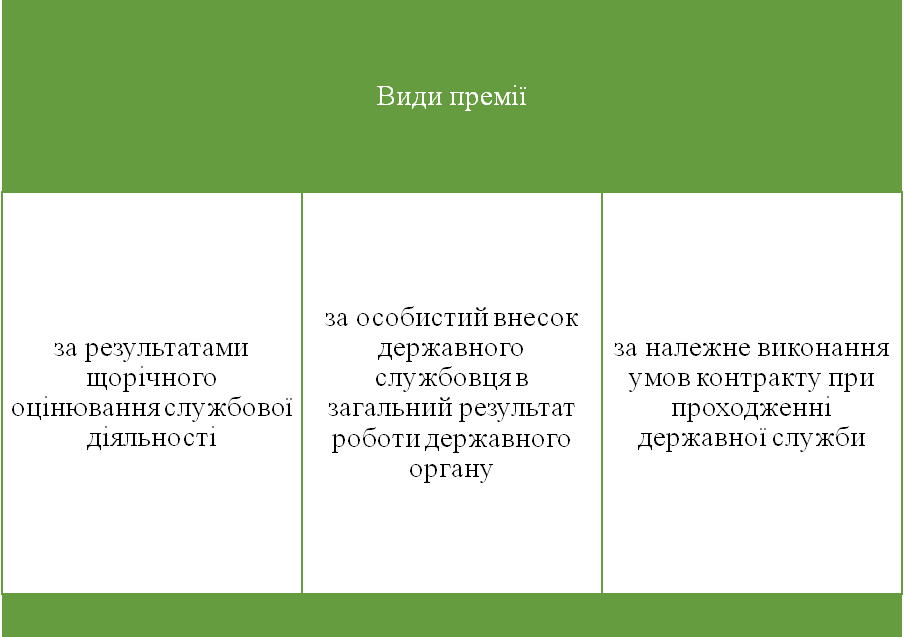 Види премії
за результатами
щорічного
оцінювання службової
діяльності
за особистий внесок
державного
службовця в
загальний результат
роботи державного
органу
за належне виконання
умов контракту при
проходженні
державної служби